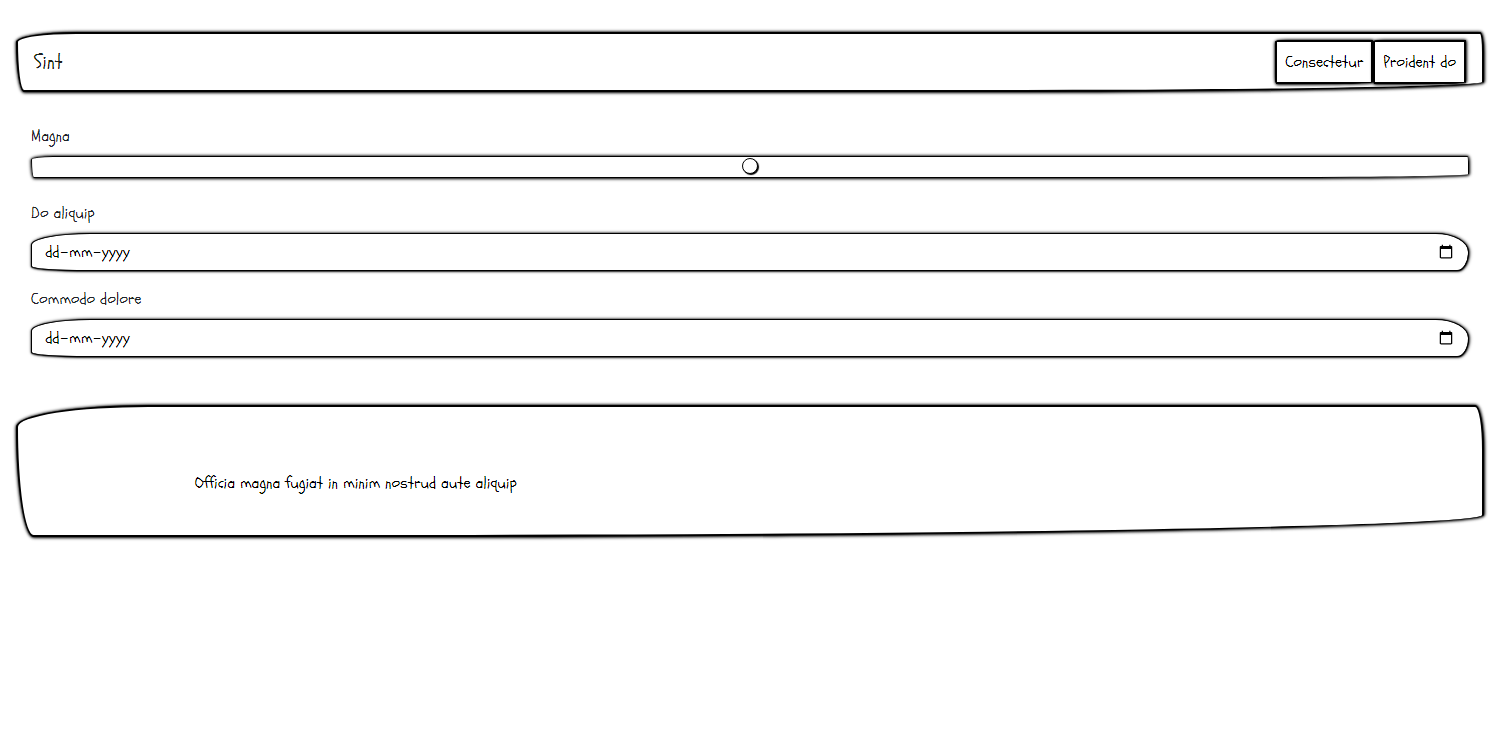 Sint
Consectetur
Proident do
Magna
Do aliquip
dd-mm-yyyy
Commodo dolore
dd-mm-yyyy
Officia magna fugiat in minim nostrud aute aliquip